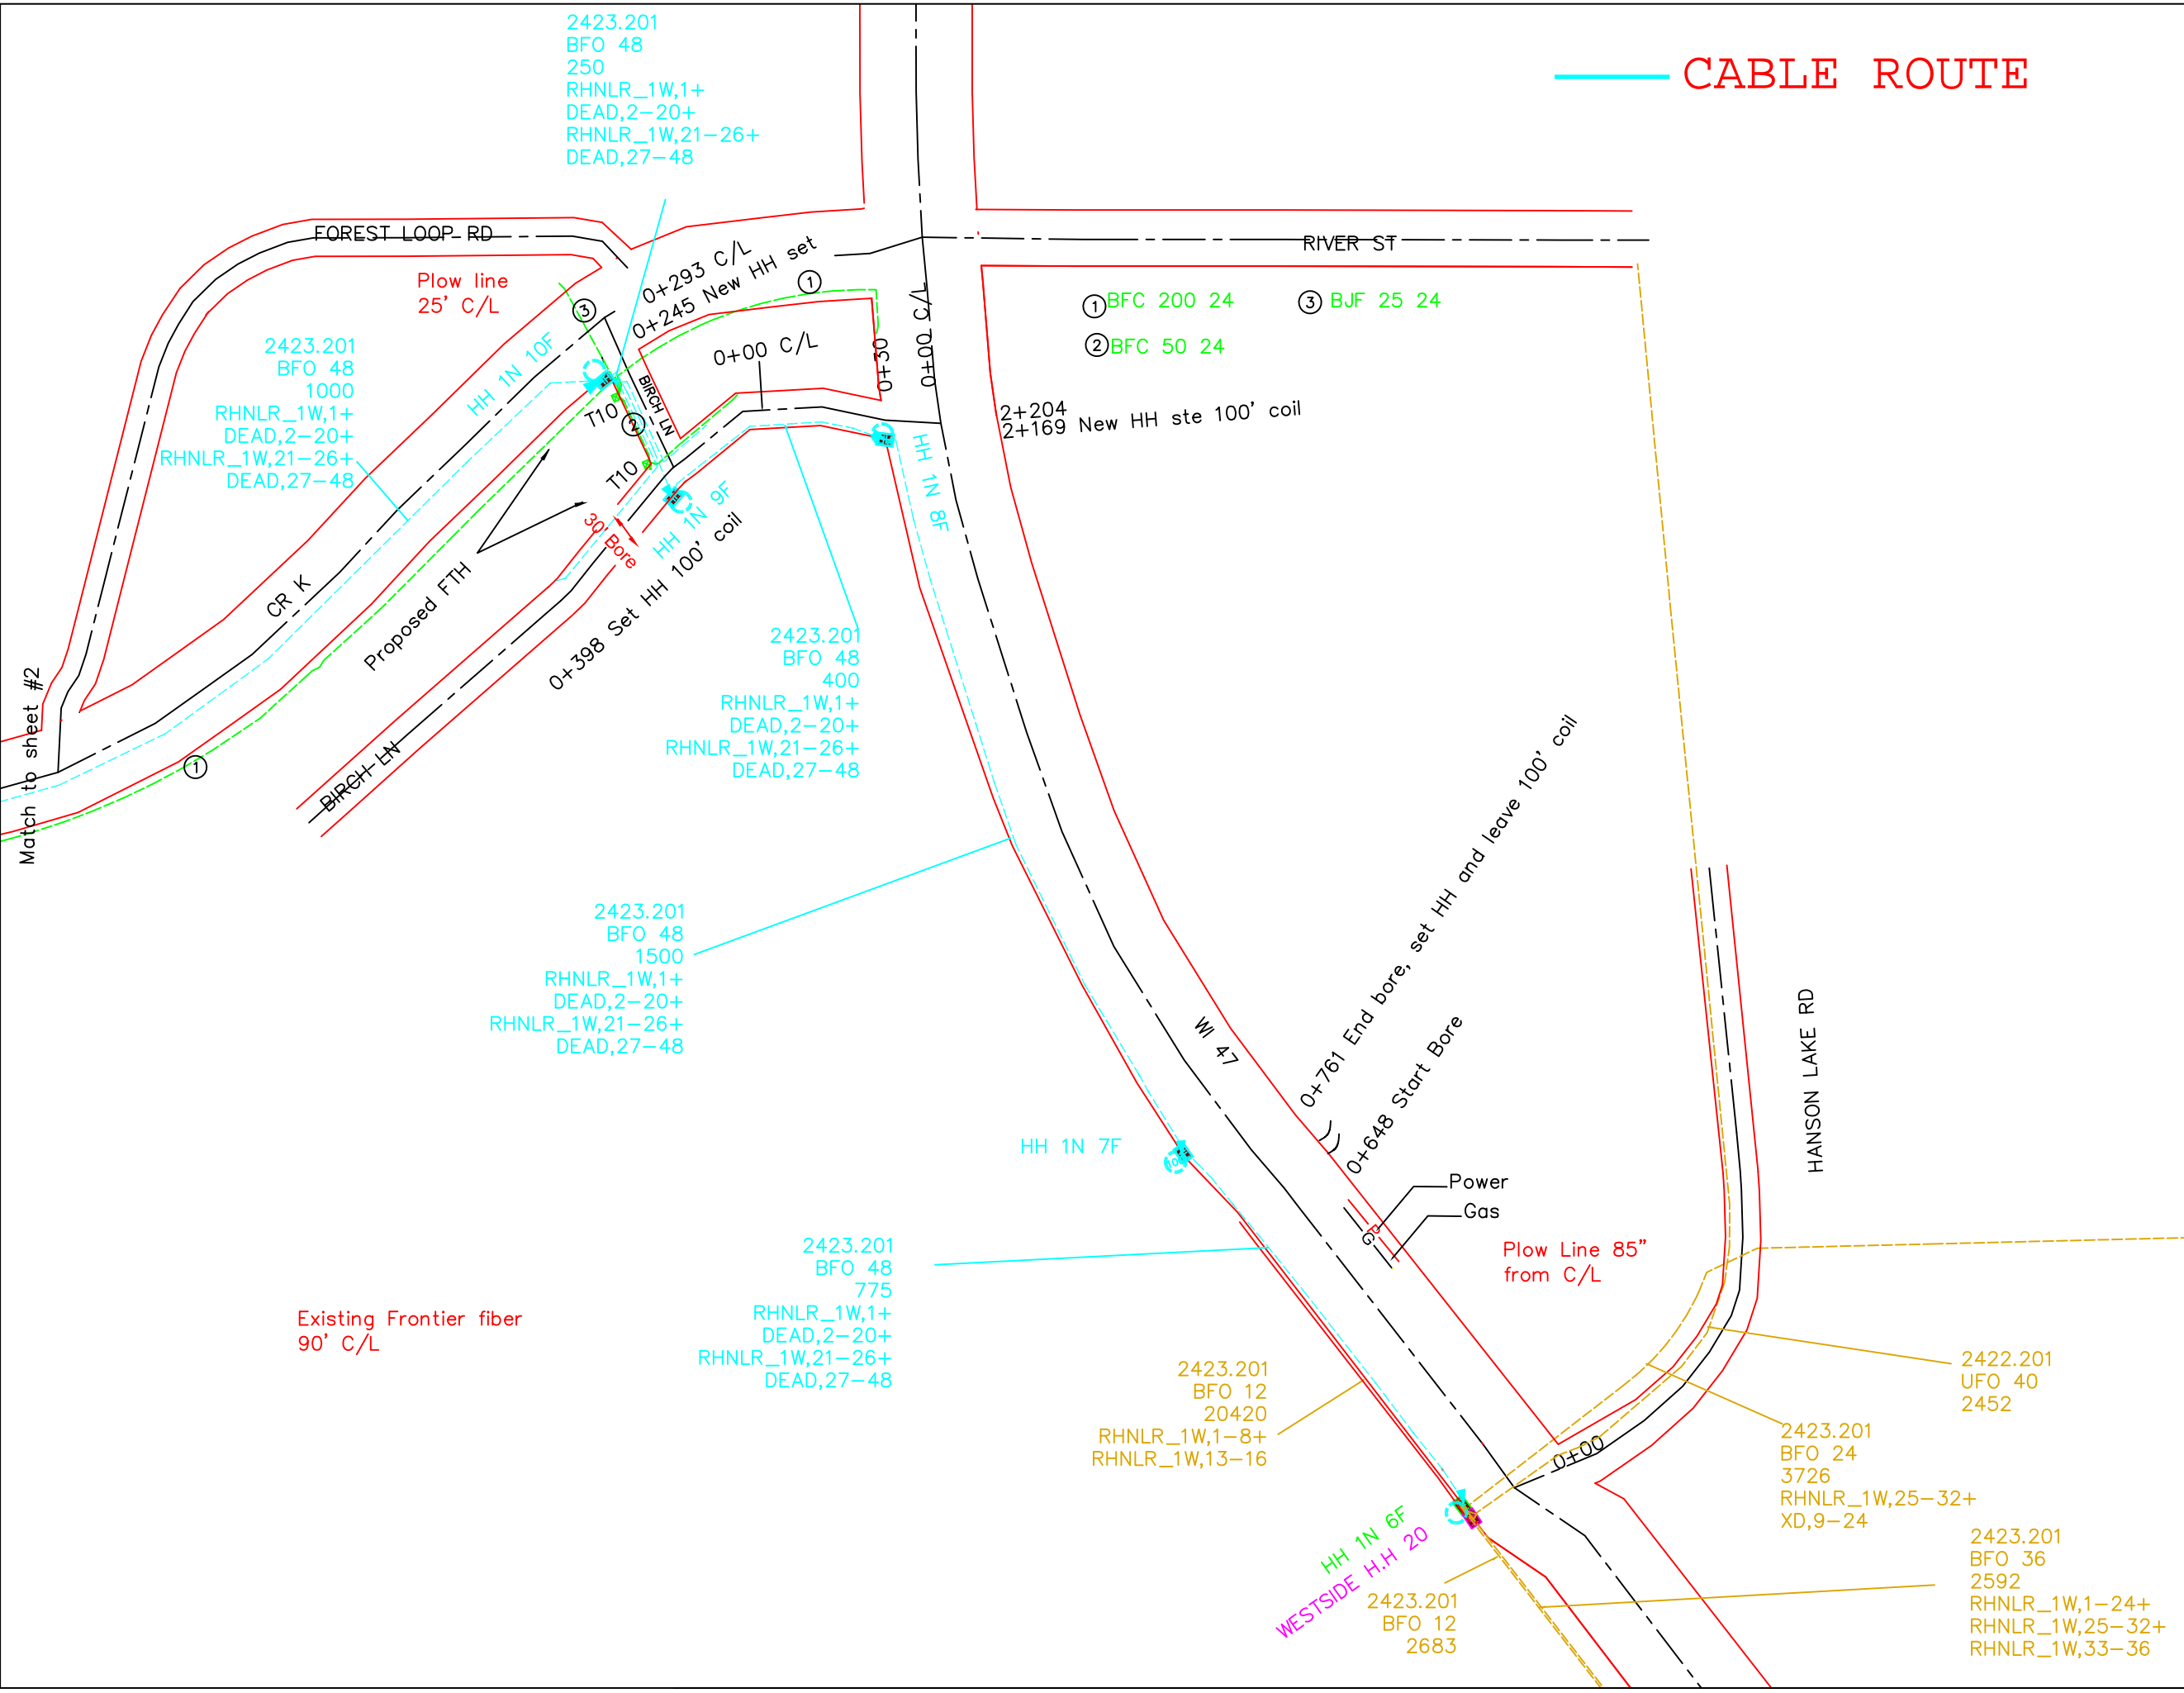 2423.201
BFO 48
250
RHNLR_1W,1+
DEAD,2-20+
RHNLR_1W,21-26+
DEAD,27-48
CABLE ROUTE
FOREST LOOP RD
RIVER ST
Plow line
25' C/L
0+293 C/L
0+245 New HH set
1
3
1 BFC 200 24
3 BJF 25 24
2 BFC 50 24
2423.201
BFO 48
1000
RHNLR_1W,1+
DEAD,2-20+
RHNLR_1W,21-26+
DEAD,27-48
HH 1N 10F
0+00 C/L
0+30
0+00 C/L
BIRCH LN
T10
2
T10
2+204
2+169 New HH ste 100' coil
HH 1N 8F
HH 1N 9F
30' Bore
0+398 Set HH 100' coil
CR K
Proposed FTH
Match to sheet #2
1
BIRCH LN
2423.201
BFO 48
400
RHNLR_1W,1+
DEAD,2-20+
RHNLR_1W,21-26+
DEAD,27-48
2423.201
BFO 48
1500
RHNLR_1W,1+
DEAD,2-20+
RHNLR_1W,21-26+
DEAD,27-48
WI 47
0+761 End bore, set HH and leave 100' coil
0+648 Start Bore
HANSON LAKE RD
HH 1N 7F
Power
Gas
P
G
Plow Line 85"
from C/L
2423.201
BFO 48
775
RHNLR_1W,1+
DEAD,2-20+
RHNLR_1W,21-26+
DEAD,27-48
Existing Frontier fiber
90' C/L
2423.201
BFO 12
20420
RHNLR_1W,1-8+
RHNLR_1W,13-16
2422.201
UFO 40
2452
0+00
2423.201
BFO 24
3726
RHNLR_1W,25-32+
XD,9-24
HH 1N 6F
WESTSIDE H.H 20
2423.201
BFO 12
2683
2423.201
BFO 36
2592
RHNLR_1W,1-24+
RHNLR_1W,25-32+
RHNLR_1W,33-36